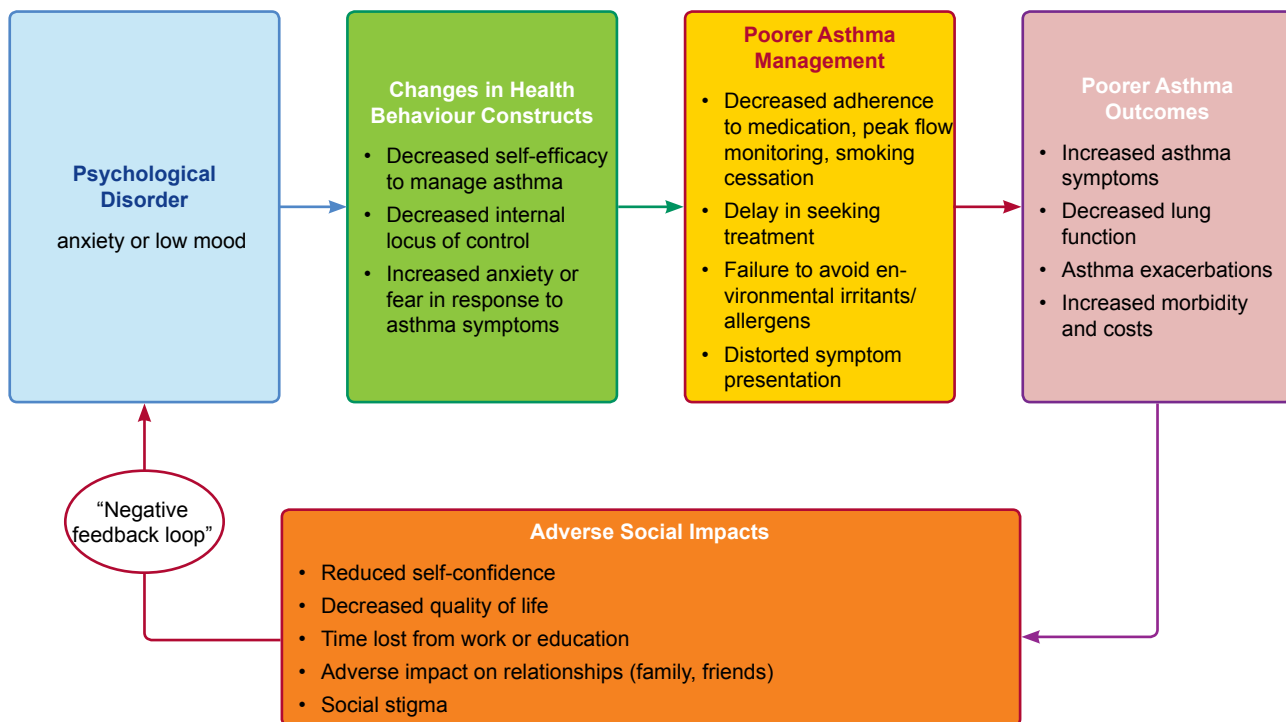 Psychological
Disorder
anxiety or low mood
Changes in Health
Behaviour Constructs
• Decreased self-efficacy
to manage asthma
• Decreased internal
locus of control
• Increased anxiety or
fear in response to
asthma symptoms
Poorer Asthma
Management
• Decreased adherence
to medication, peak flow
monitoring, smoking
cessation
• Delay in seeking
treatment
• Failure to avoid en-
vironmental irritants/
allergens
• Distorted symptom
presentation
Poorer Asthma
Outcomes
• Increased asthma
symptoms
• Decreased lung
function
• Asthma exacerbations
• Increased morbidity
and costs
“Negative
feedback loop”
Adverse Social Impacts
• Reduced self-confidence
• Decreased quality of life
• Time lost from work or education
• Adverse impact on relationships (family, friends)
• Social stigma